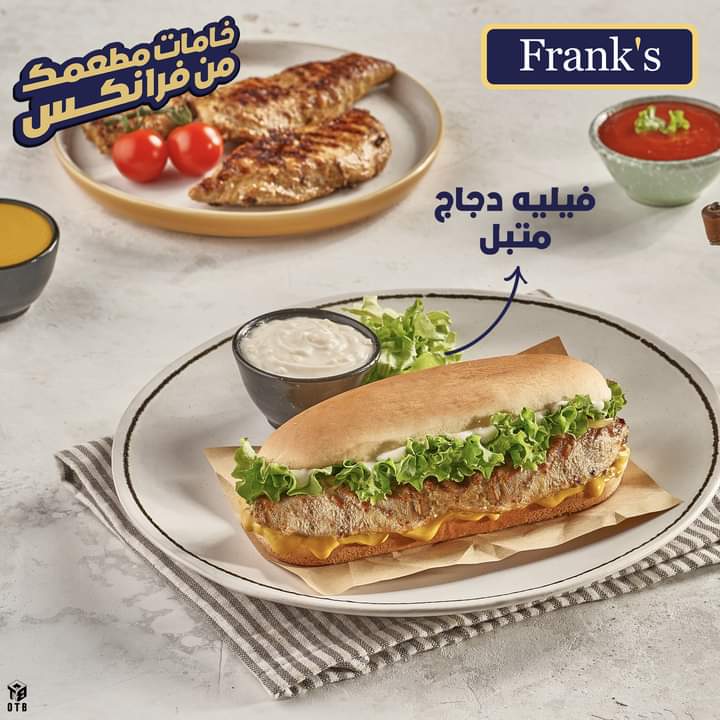 خامات مطعمك
من فرانكس
Frank's
فيليه دجاج
متبل
OTB